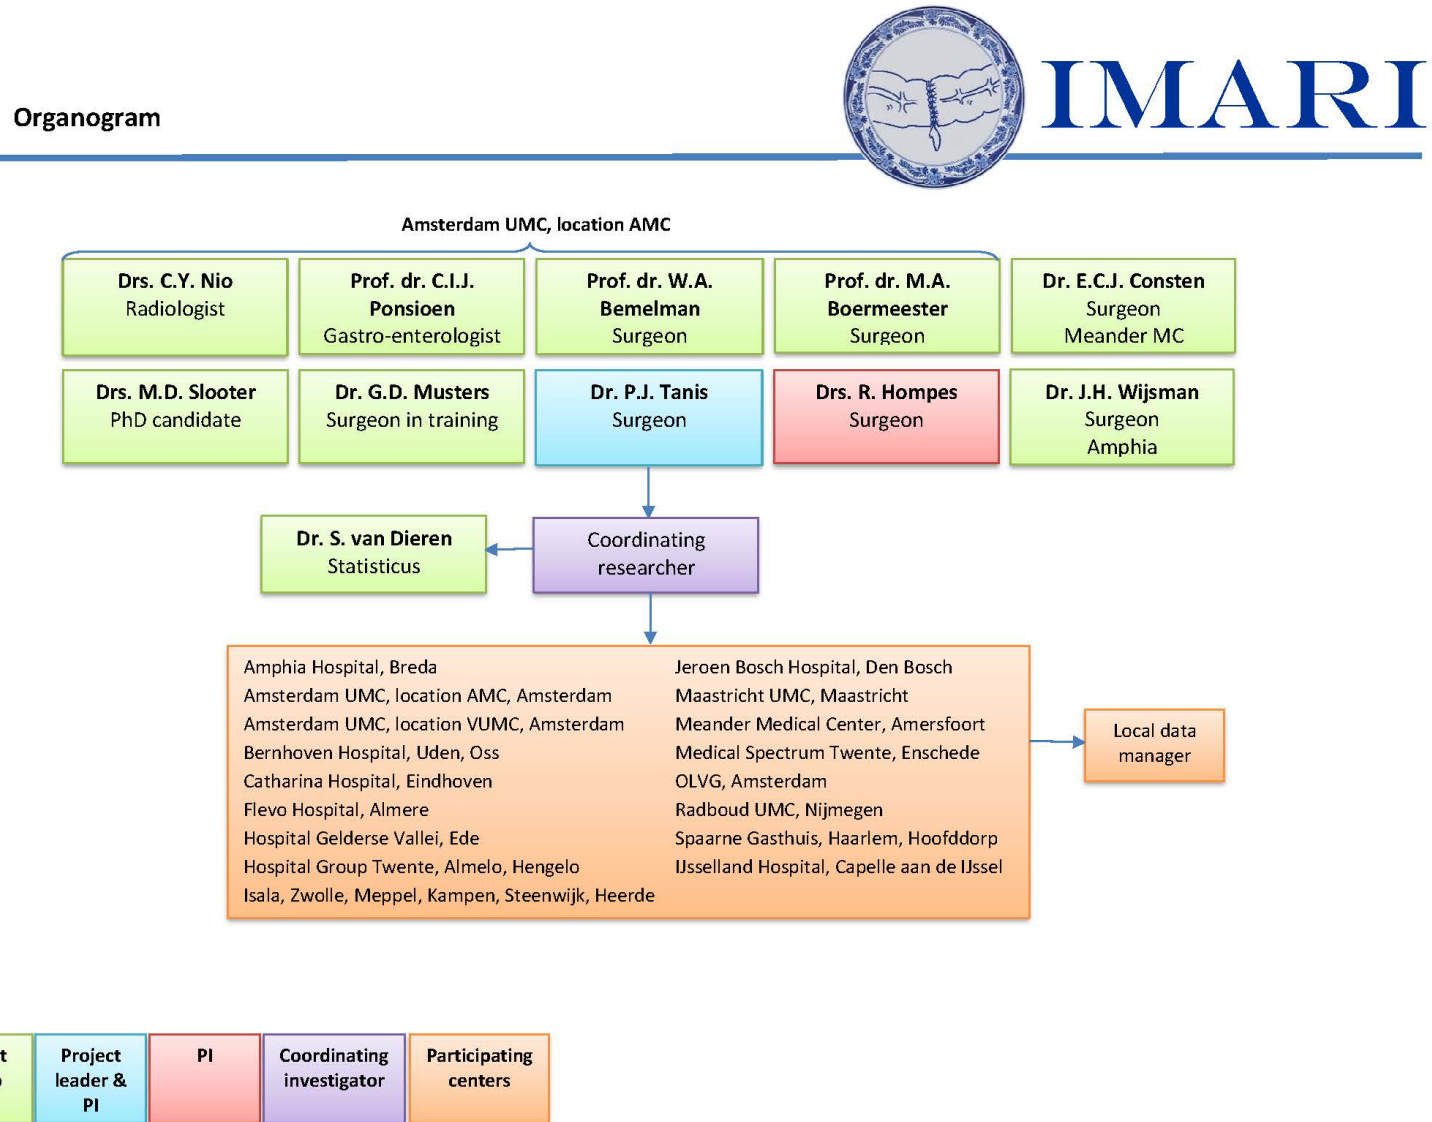 IMARI
Organogram
Amsterdam UMC, location AMC
Drs. C.Y. Nio
Radiologist
Prof. dr. C.I.J.
Ponsioen
Gastro-enterologist
Prof. dr. W.A.
Bemelman
Surgeon
Prof. dr. M.A.
Boermeester
Surgeon
Dr. E.C.J. Consten
Surgeon
Meander MC
Drs. M.D. Slooter
PhD candidate
Dr. G.D. Musters
Surgeon in training
Dr. P.J. Tanis
Surgeon
Drs. R. Hompes
Surgeon
Dr. J.H. Wijsman
Surgeon
Amphia
Dr. S. van Dieren
Statisticus
Coordinating
researcher
Amphia Hospital, Breda
Amsterdam UMC, location AMC, Amsterdam
Amsterdam UMC, location VUMC, Amsterdam
Bernhoven Hospital, Uden, Oss
Catharina Hospital, Eindhoven
Flevo Hospital, Almere
Hospital Gelderse Vallei, Ede
Hospital Group Twente, Almelo, Hengelo
Isala, Zwolle, Meppel, Kampen, Steenwijk, Heerde
Jeroen Bosch Hospital, Den Bosch
Maastricht UMC, Maastricht
Meander Medical Center, Amersfoort
Medical Spectrum Twente, Enschede
OLVG, Amsterdam
Radboud UMC, Nijmegen
Spaarne Gasthuis, Haarlem, Hoofddorp
IJsselland Hospital, Capelle aan de IJssel
Local data
manager
Project
leader &
PI
PI
Coordinating
investigator
Participating
centers